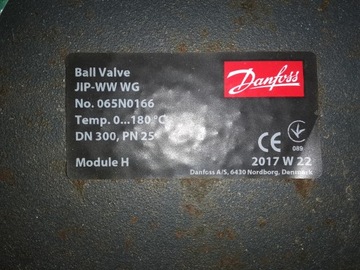 Ball Valve
JIP-WW WG
No. 065N0166
Temp. 0...180 °C
DN 300, PN 25
Module H
Danfoss
CE
089
2017 W 22
Danfoss A/S, 6430 Nordborg, Denmark